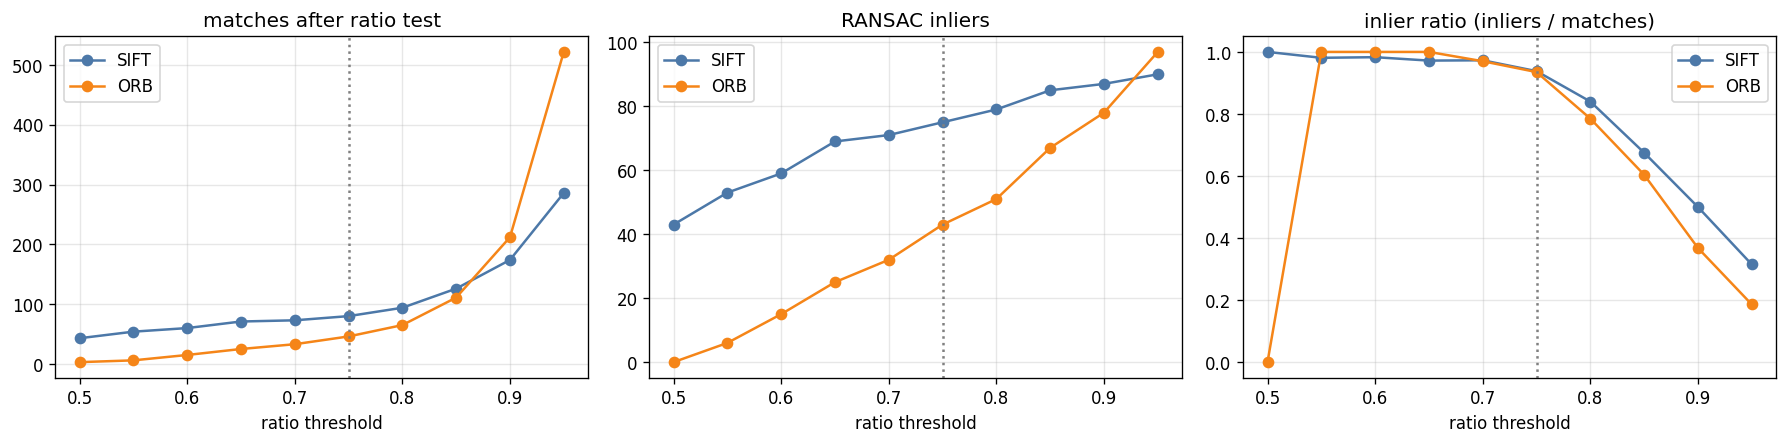 matches after ratio test
SIFT
ORB
500
400
300
200
100
0
0.5 0.6 0.7 0.8 0.9
ratio threshold
RANSAC inliers
SIFT
ORB
100
80
60
40
20
0
0.5 0.6 0.7 0.8 0.9
ratio threshold
inlier ratio (inliers / matches)
SIFT
ORB
1.0
0.8
0.6
0.4
0.2
0.0
0.5 0.6 0.7 0.8 0.9
ratio threshold